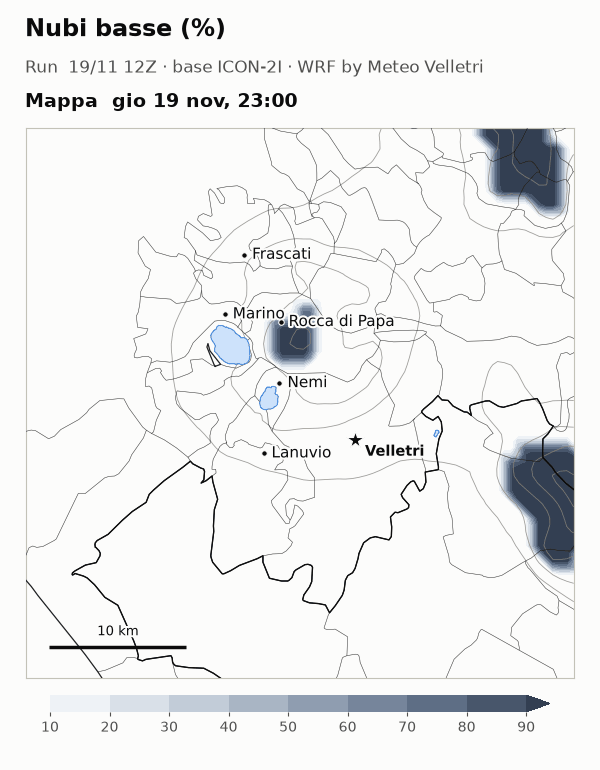 Nubi basse (%)
Run  19/11 12Z · base ICON-2I · WRF by Meteo Velletri
Mappa  gio 19 nov, 23:00
Frascati
Marino
Rocca di Papa
Nemi
Velletri
Lanuvio
10 km
10 20 30 40 50 60 70 80 90